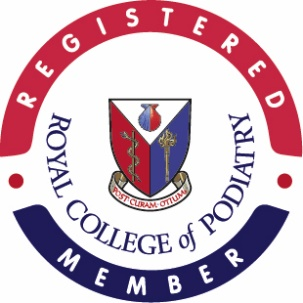 REGISTERED
ROYAL COLLEGE of PODIATRY
POST CURAM OTIUM
MEMBER